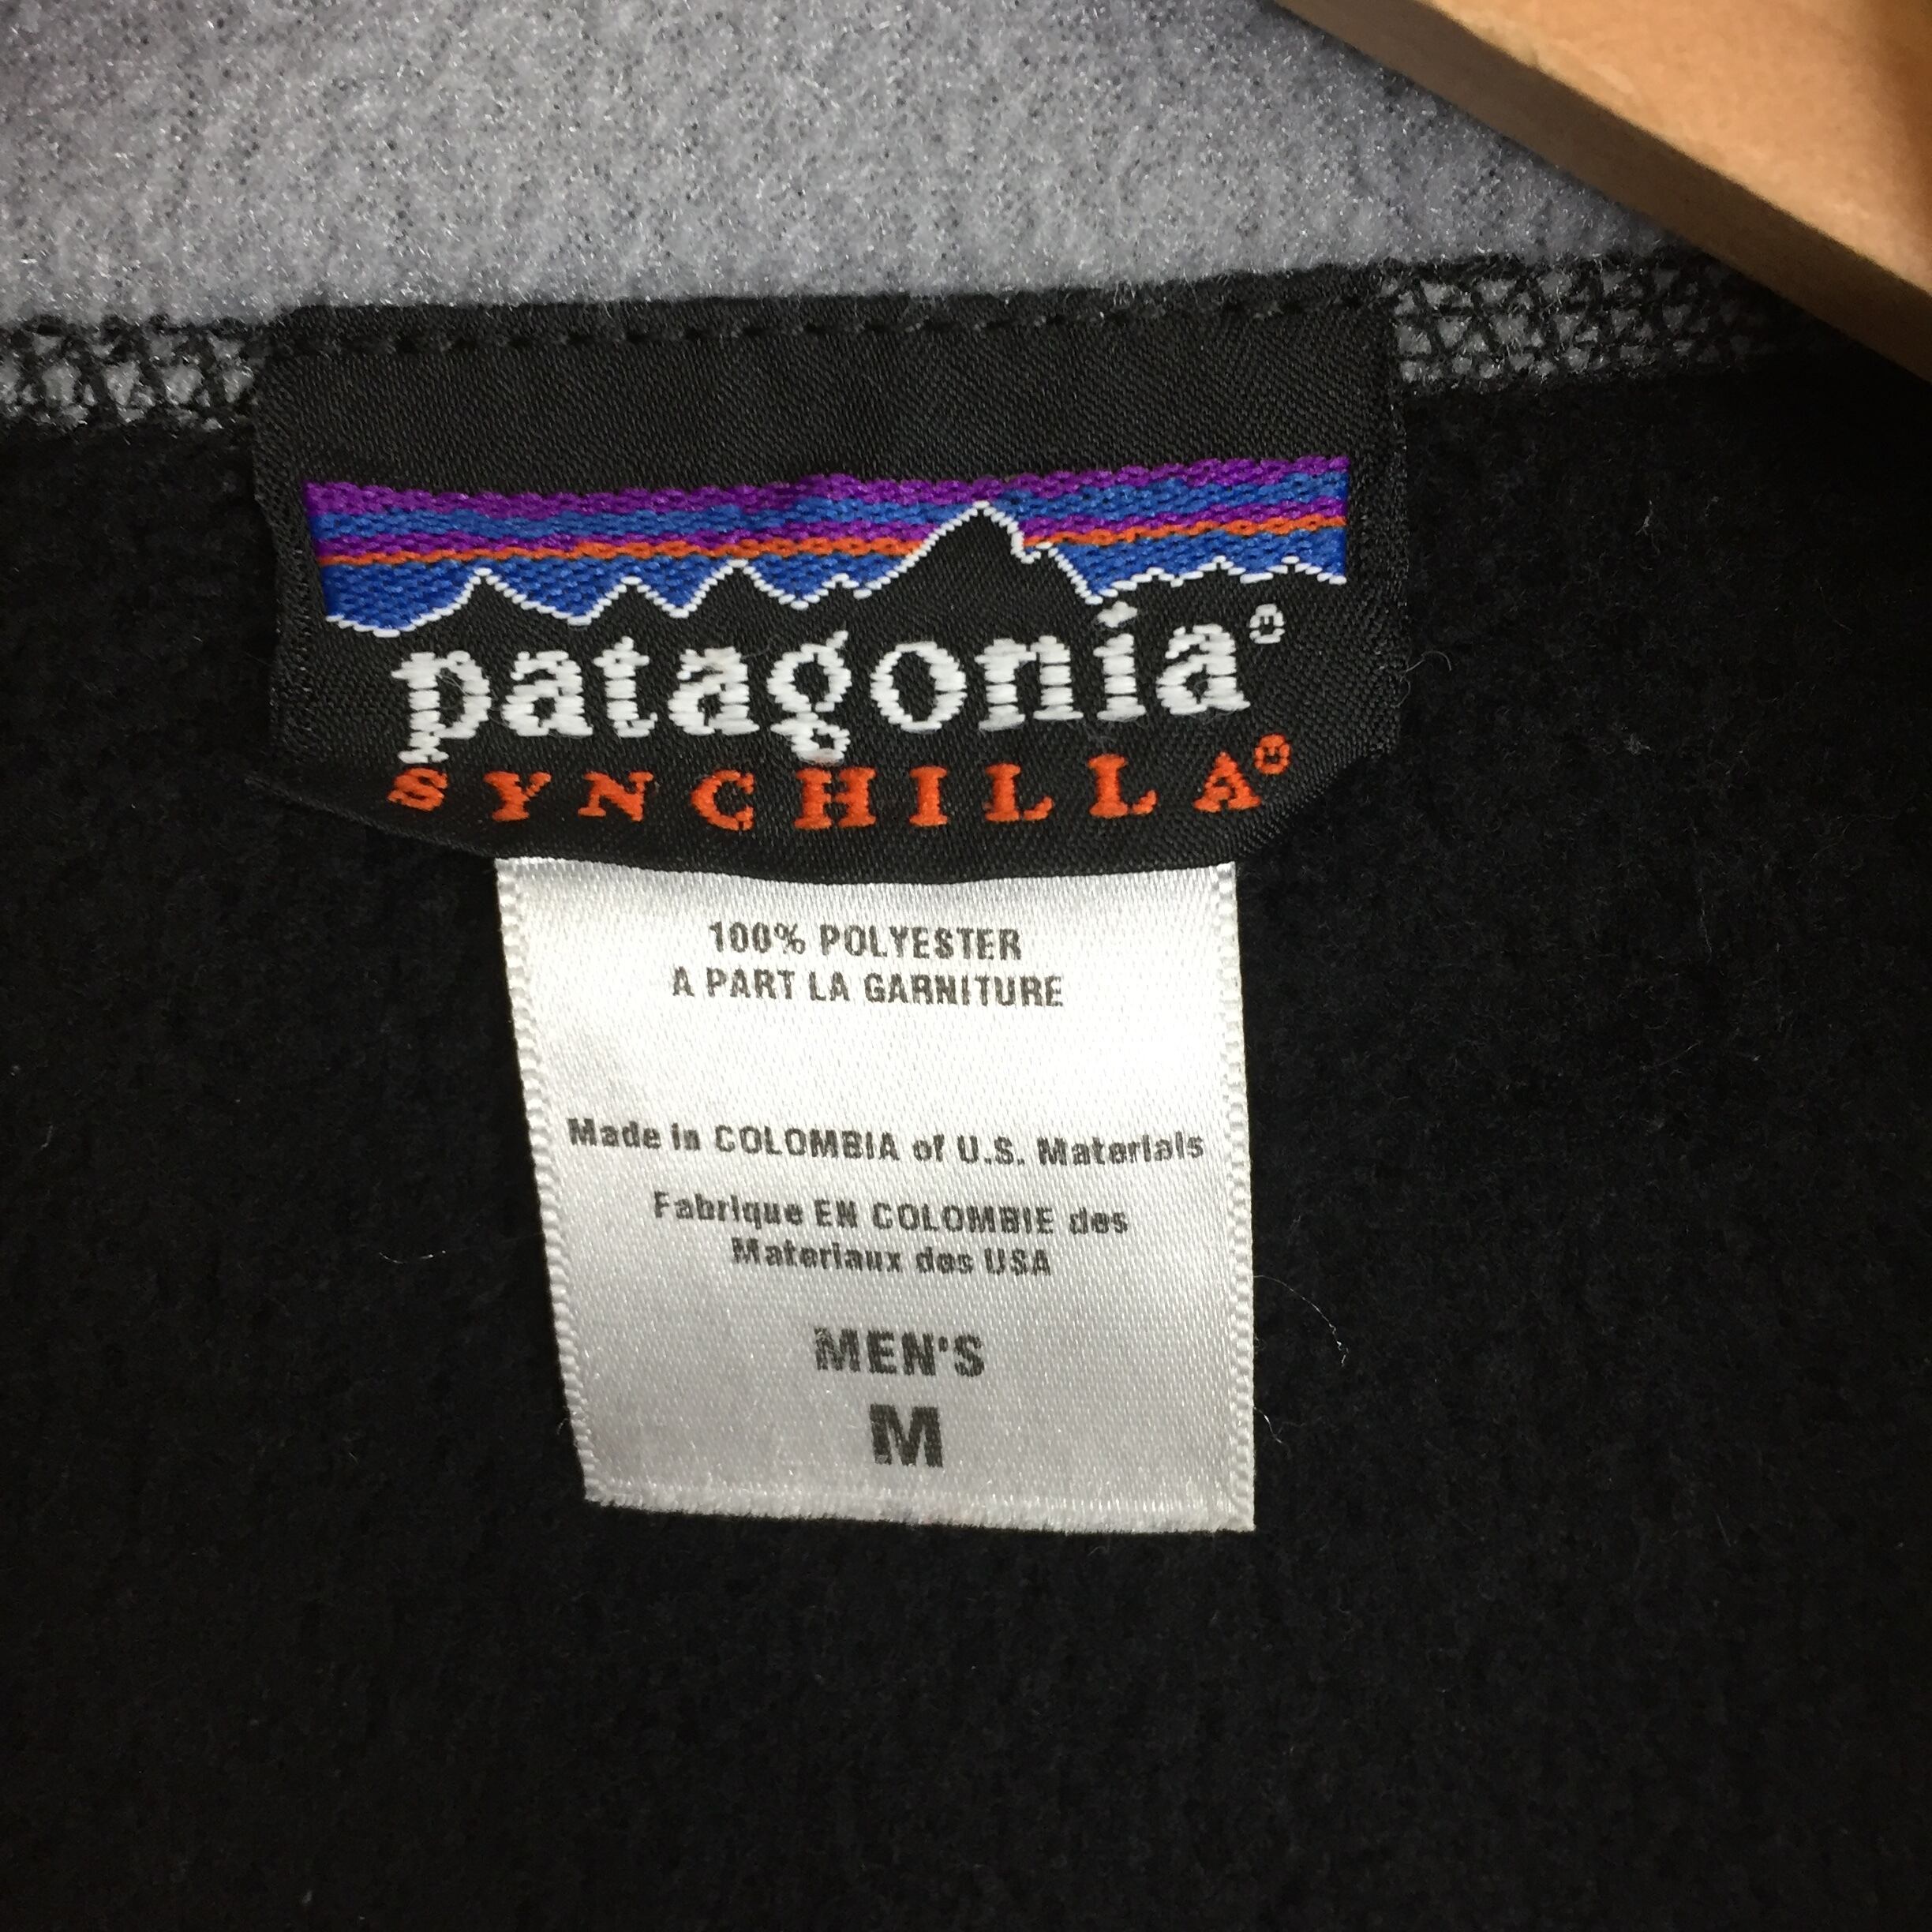 patagonia®
SYNCHILLA®
100% POLYESTER
A PART LA GARNITURE
Made in COLOMBIA of U.S. Materials
Fabrique EN COLOMBIE des
Materiaux des USA
MEN'S
M